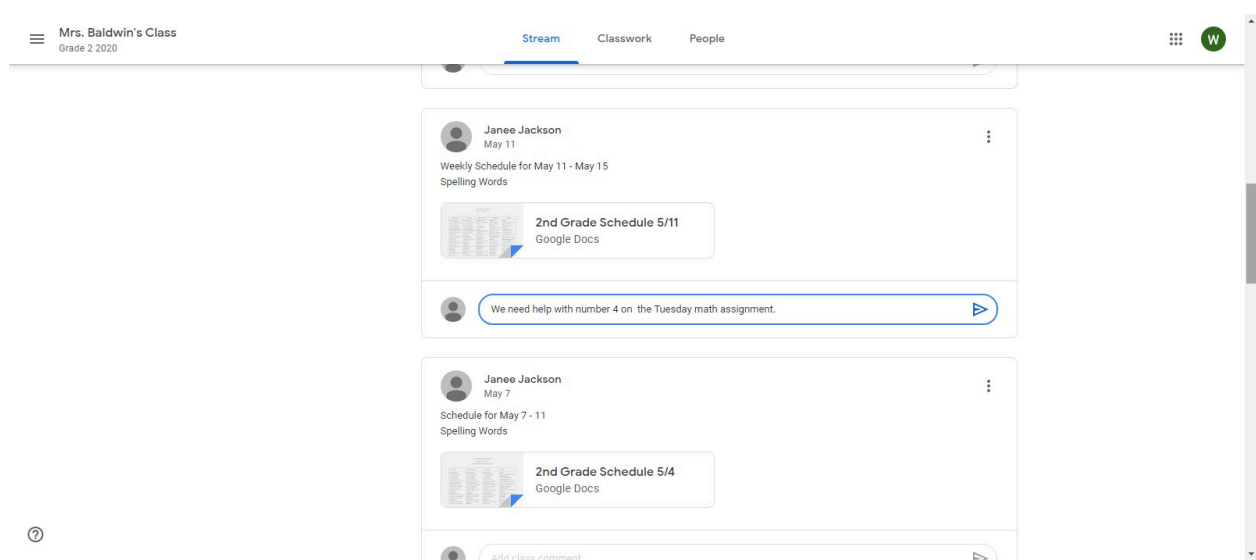 Mrs. Baldwin's Class
Grade 2 2020
Stream Classwork People
W
Janee Jackson
May 11
Weekly Schedule for May 11 - May 15
Spelling Words
2nd Grade Schedule 5/11
Google Docs
We need help with number 4 on  the Tuesday math assignment.
Janee Jackson
May 7
Schedule for May 7 - 11
Spelling Words
2nd Grade Schedule 5/4
Google Docs
Add class comment